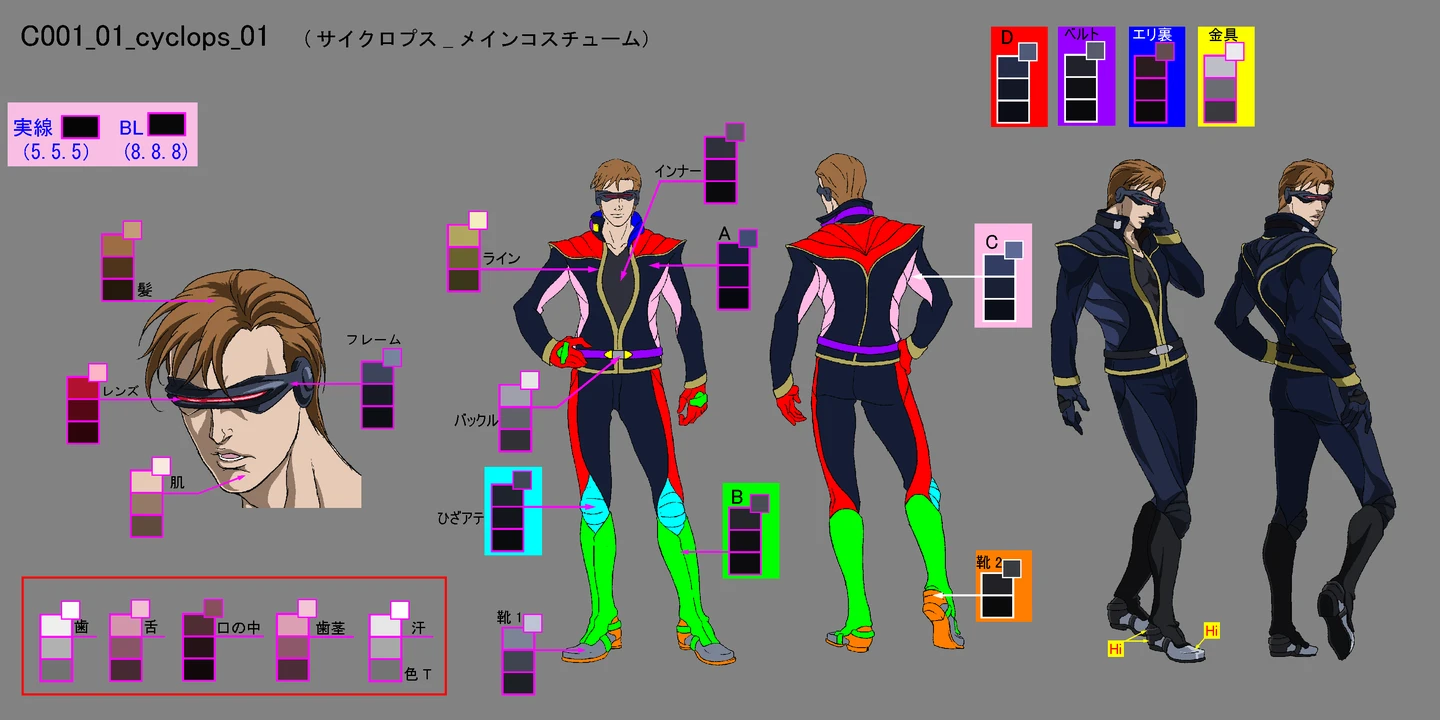 C001_01_cyclops_01 （サイクロプス＿メインコスチューム）
D
ベルト
エリ裏
金具
実線
BL
(5.5.5)
(8.8.8)
インナー
A
ライン
C
髪
フレーム
レンズ
バックル
肌
ひざアテ
B
靴2
靴1
歯
舌
口の中
歯茎
汗
色T
Hi
Hi